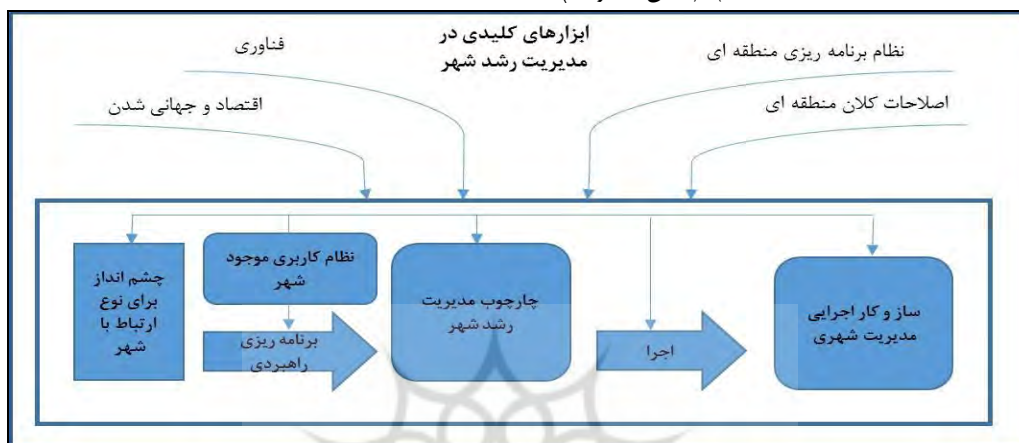 ابزارهای کلیدی در
مدیریت رشد شهر
نظام برنامه ریزی منطقه ای
فناوری
اصلاحات کلان منطقه ای
اقتصاد و جهانی شدن
چشم انداز
برای نوع
ارتباط با
شهر
نظام کاربری موجود
شهر
برنامه ریزی
راهبردی
چارچوب مدیریت
رشد شهر
اجرا
ساز و کار اجرایی
مدیریت شهری